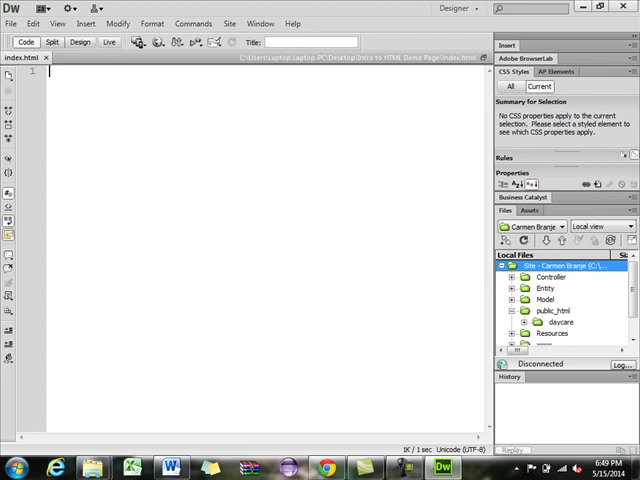 Dw
Designer
File Edit View Insert Modify Format Commands Site Window Help
Code Split Design Live Title:
index.html
C:\Users\Laptop.Laptop-PC\Desktop\Intro to HTML Demo Page\index.html
1
Insert
Adobe BrowserLab
CSS Styles AP Elements
All Current
Summary for Selection
No CSS properties apply to the current
selection. Please select a styled element to
see which CSS properties apply.
Rules
Properties
Business Catalyst
Files Assets
Carmen Branje Local view
Local Files Siz
Site - Carmen Branje (C:\...
Controller
Entity
Model
public_html
daycare
Resources
www
Disconnected Log...
History
Replay
1K / 1 sec Unicode (UTF-8)
Dw
6:49 PM
5/15/2014